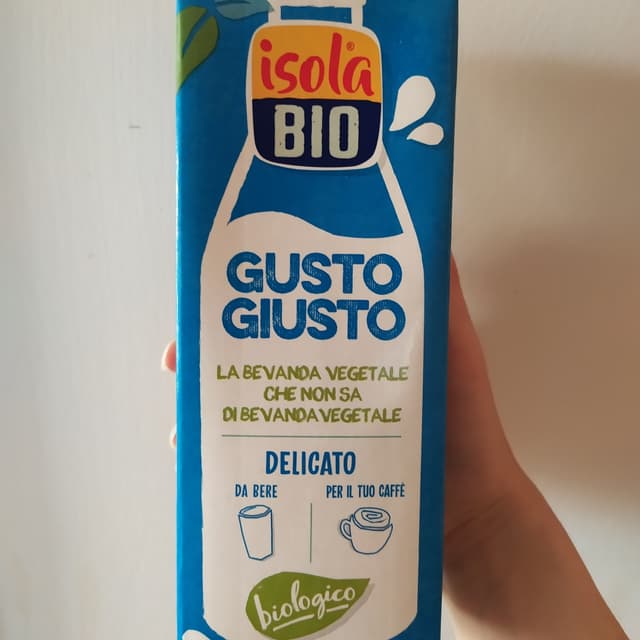 isola®
BIO
GUSTO
GIUSTO
LA BEVANDA VEGETALE
CHE NON SA
DI BEVANDA VEGETALE
DELICATO
DA BERE
PER IL TUO CAFFÈ
biologico